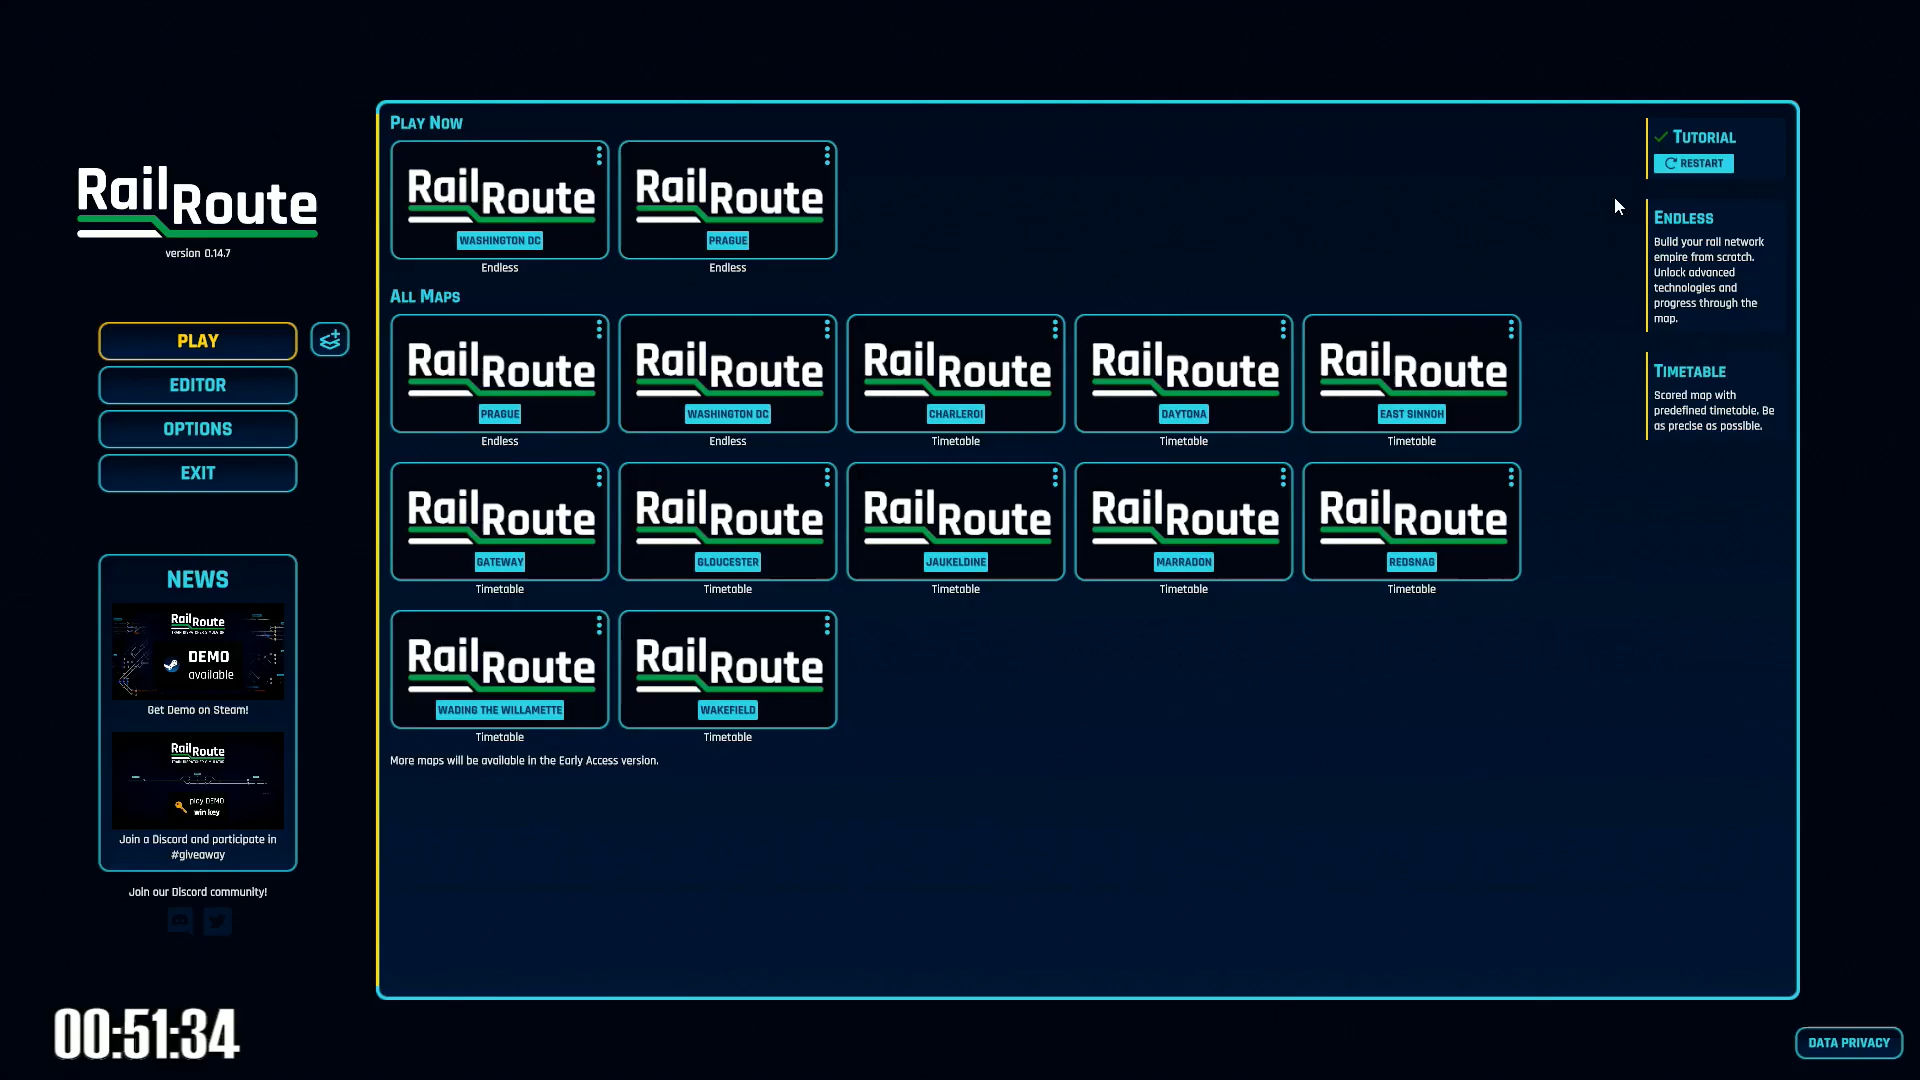 RailRoute
version 0.14.7
PLAY
EDITOR
OPTIONS
EXIT
NEWS
RailRoute
DEMO
available
Get Demo on Steam!
RailRoute
play DEMO
win key
Join a Discord and participate in
#giveaway
Join our Discord community!
00:51:34
PLAY NOW
RailRoute
WASHINGTON DC
Endless
RailRoute
PRAGUE
Endless
ALL MAPS
RailRoute
PRAGUE
Endless
RailRoute
WASHINGTON DC
Endless
RailRoute
CHARLEROI
Timetable
RailRoute
DAYTONA
Timetable
RailRoute
EAST SINNOH
Timetable
RailRoute
GATEWAY
Timetable
RailRoute
GLOUCESTER
Timetable
RailRoute
JAUKELDINE
Timetable
RailRoute
MARRADON
Timetable
RailRoute
REDSNAG
Timetable
RailRoute
WADING THE WILLAMETTE
Timetable
RailRoute
WAKEFIELD
Timetable
More maps will be available in the Early Access version.
TUTORIAL
RESTART
ENDLESS
Build your rail network
empire from scratch.
Unlock advanced
technologies and
progress through the
map.
TIMETABLE
Scored map with
predefined timetable. Be
as precise as possible.
DATA PRIVACY